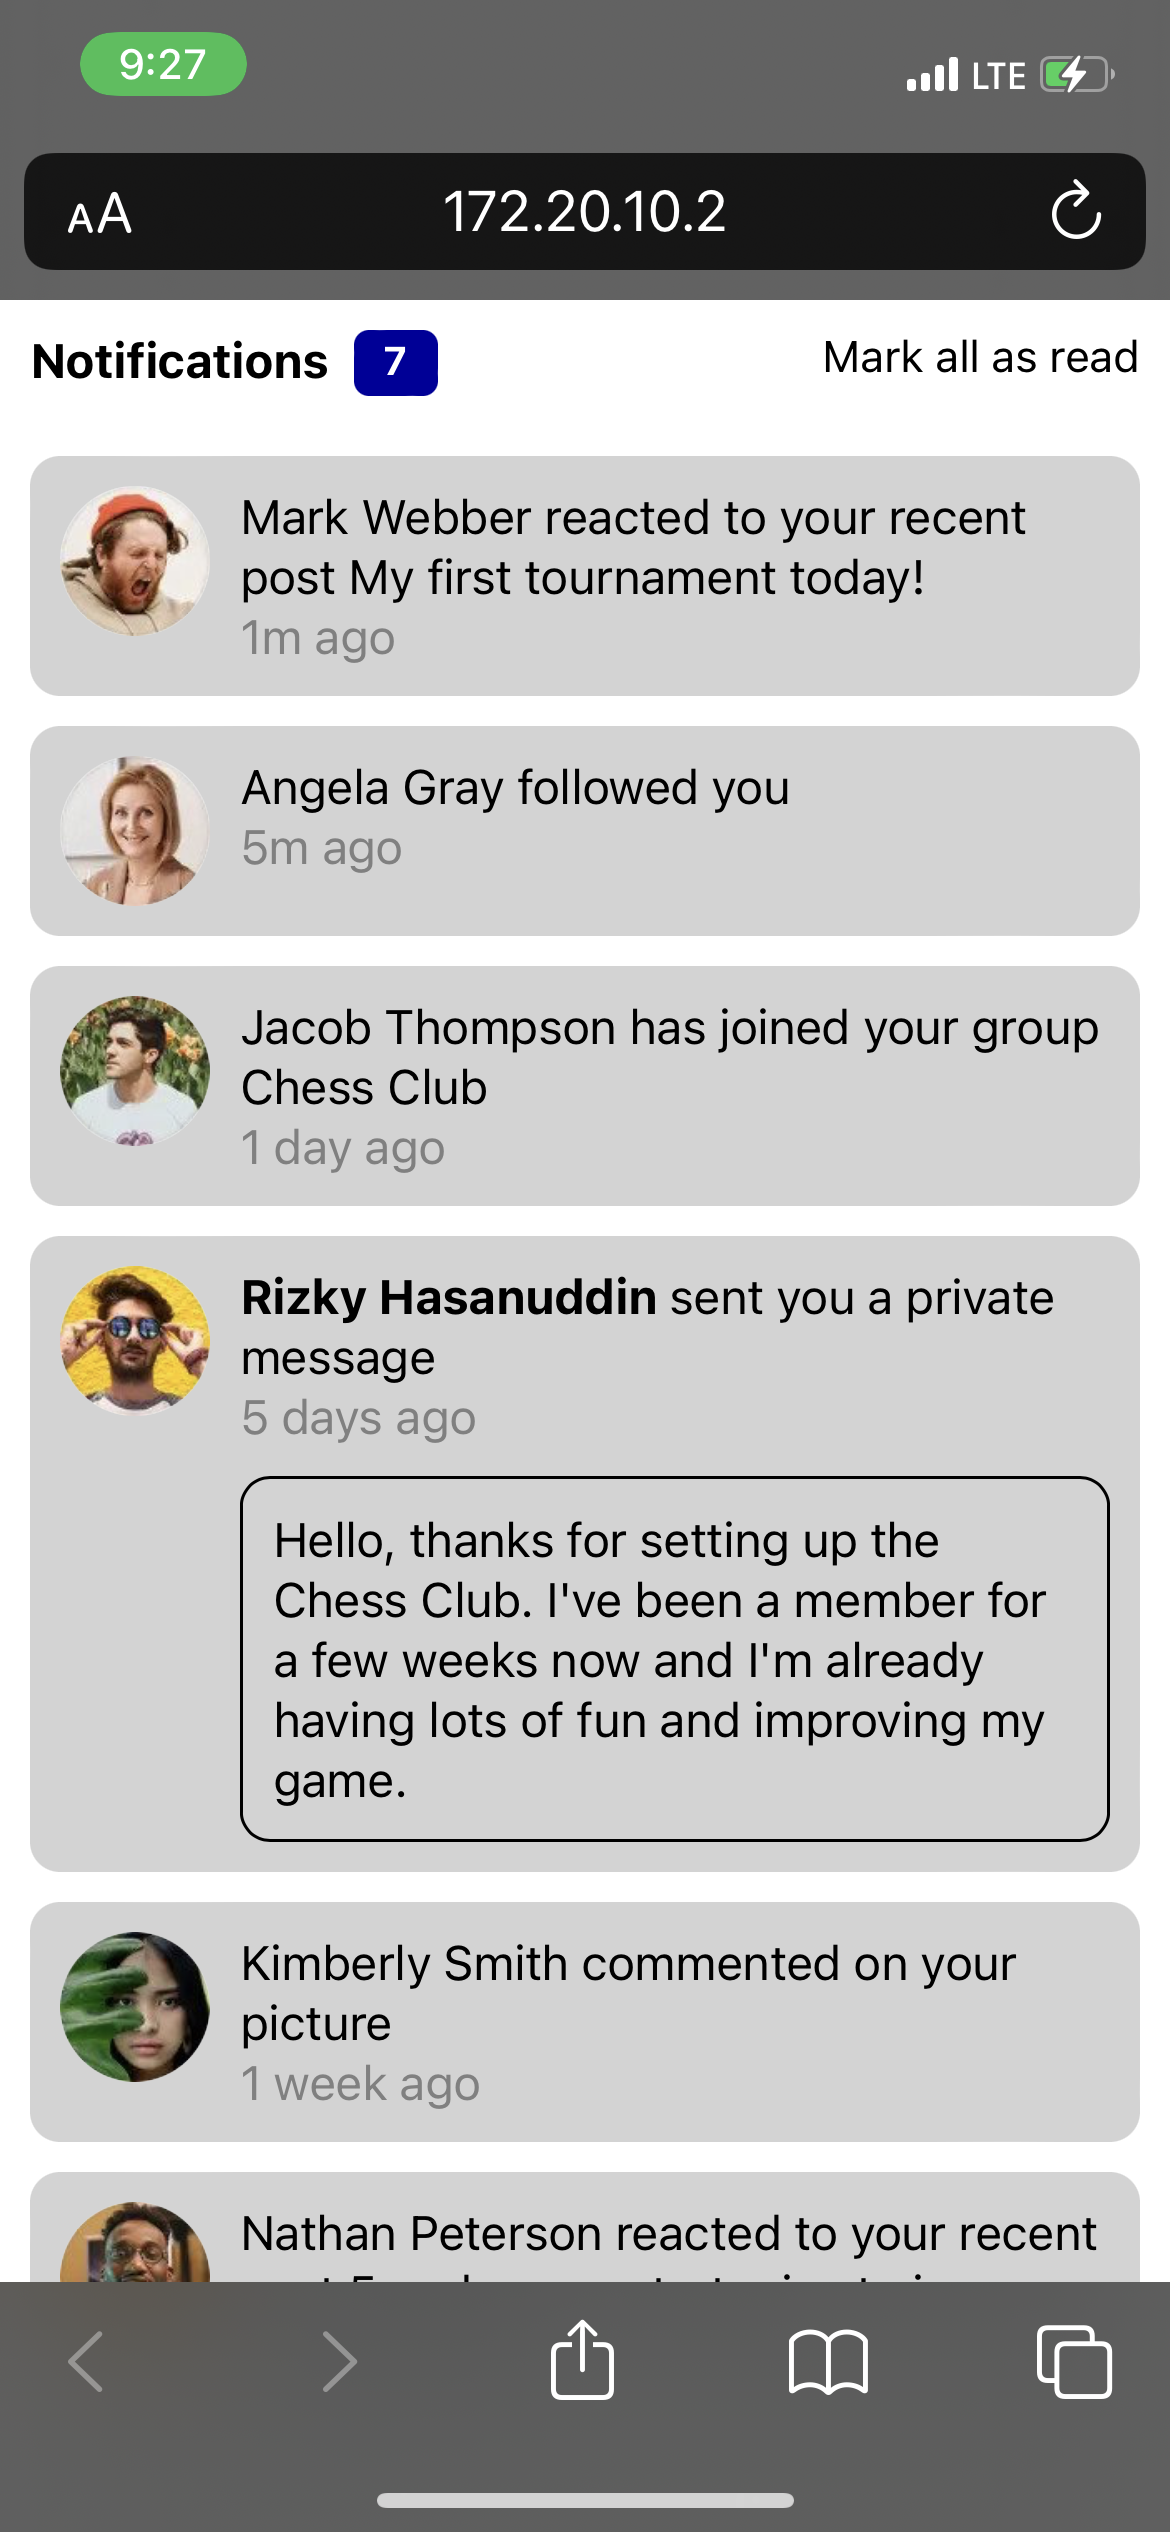 9:27
LTE
AA
172.20.10.2
Notifications
7
Mark all as read
Mark Webber reacted to your recent
post My first tournament today!
1m ago
Angela Gray followed you
5m ago
Jacob Thompson has joined your group
Chess Club
1 day ago
Rizky Hasanuddin sent you a private
message
5 days ago
Hello, thanks for setting up the
Chess Club. I've been a member for
a few weeks now and I'm already
having lots of fun and improving my
game.
Kimberly Smith commented on your
picture
1 week ago
Nathan Peterson reacted to your recent